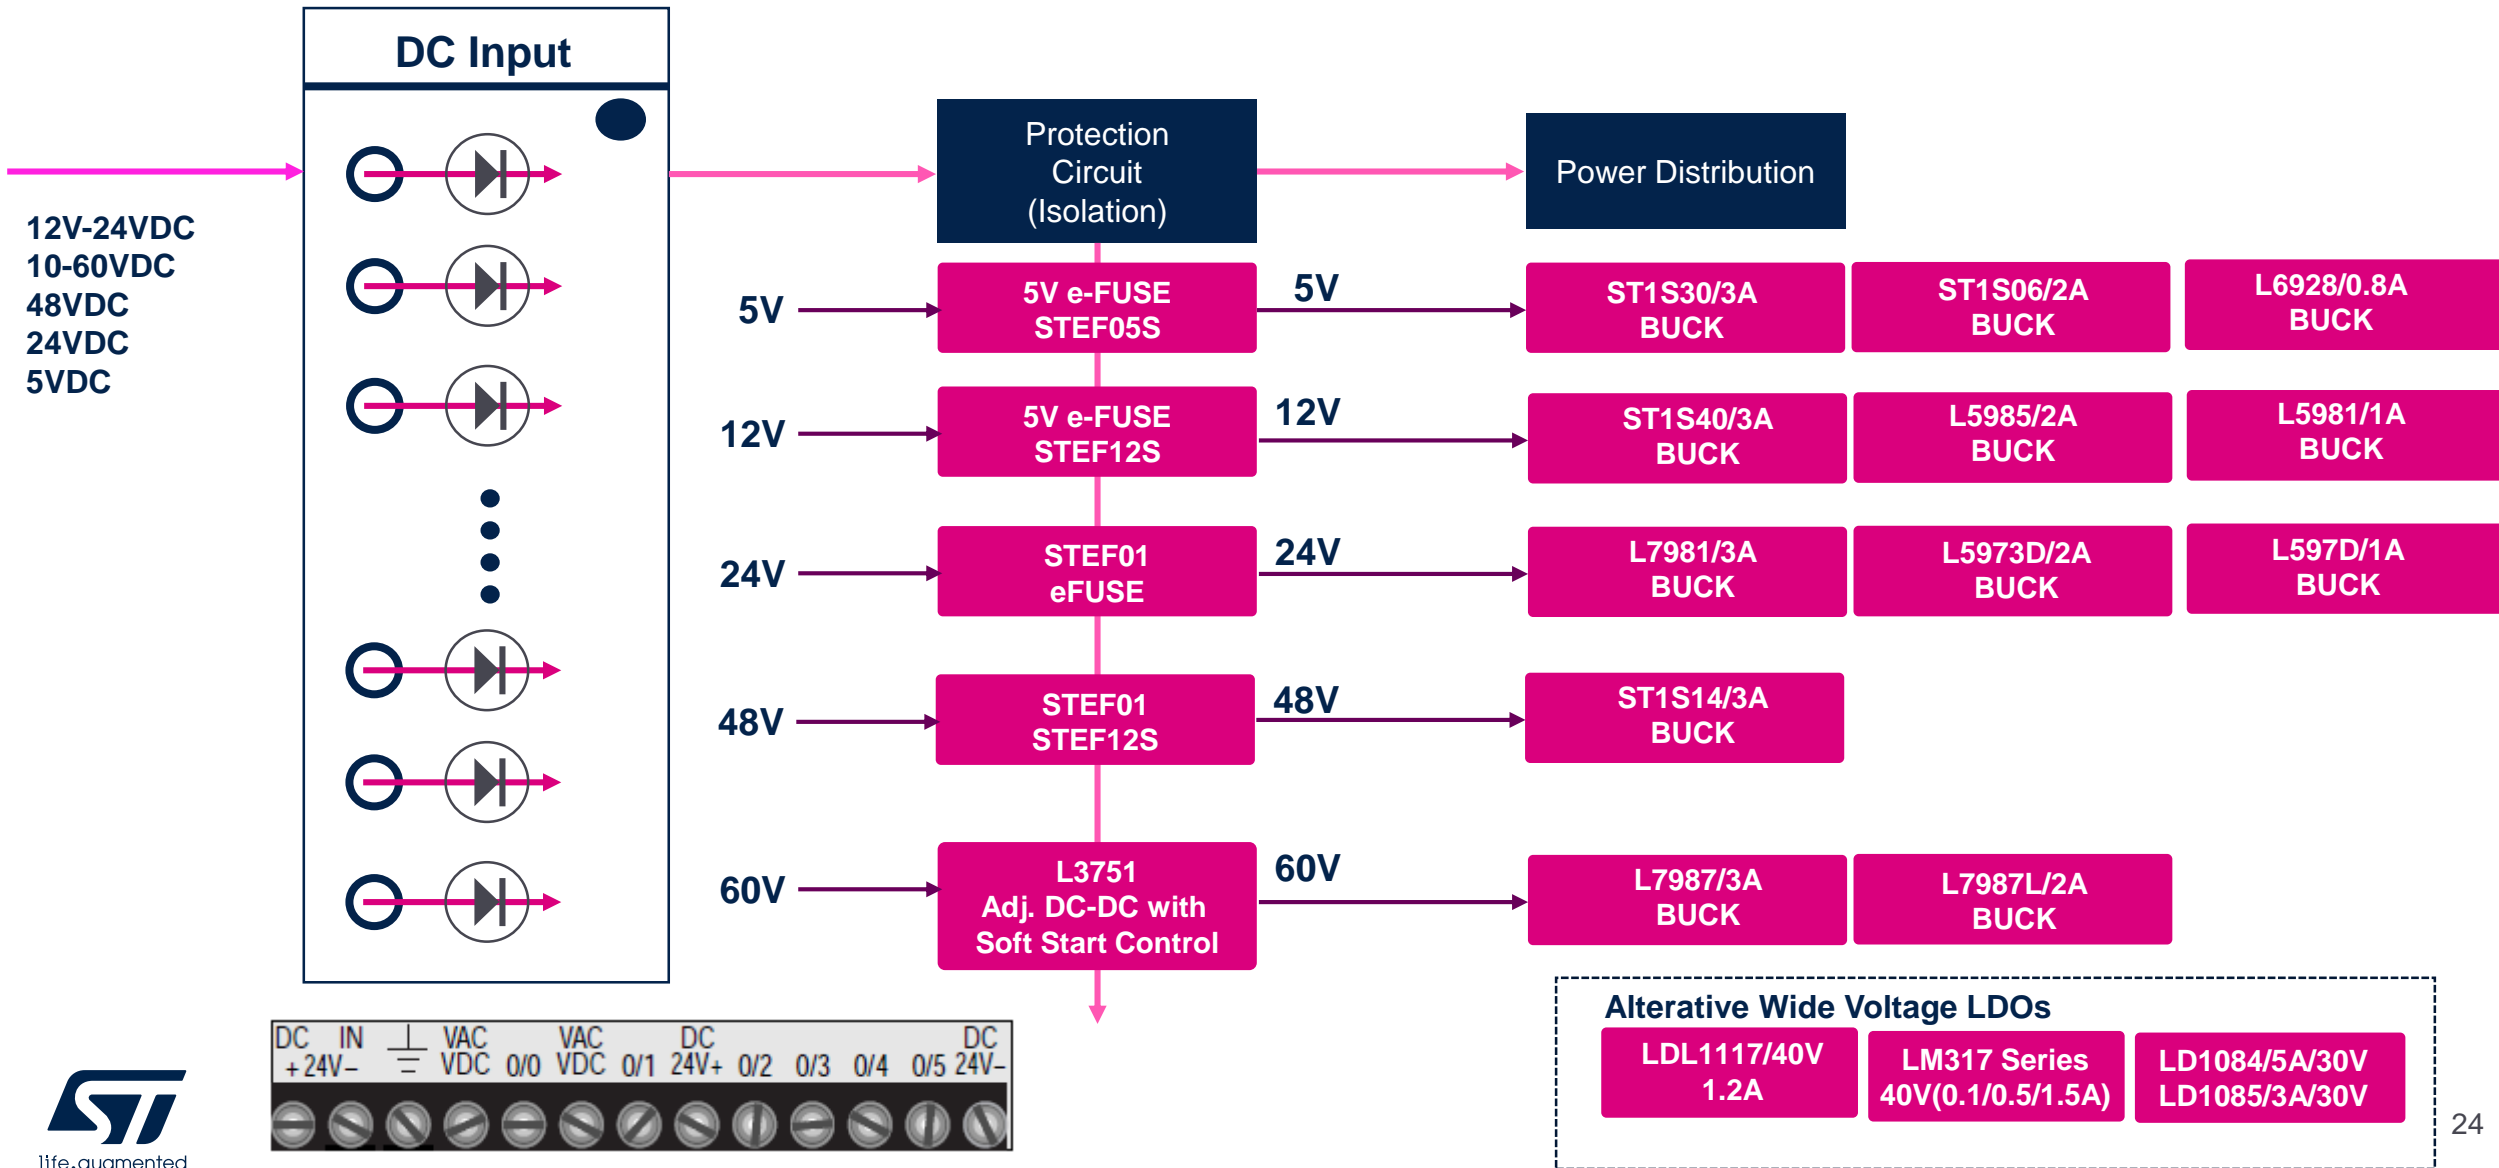 DC Input
12V-24VDC
10-60VDC
48VDC
24VDC
5VDC
Protection
Circuit
(Isolation)
Power Distribution
5V
5V e-FUSE
STEF05S
5V
ST1S30/3A
BUCK
ST1S06/2A
BUCK
L6928/0.8A
BUCK
12V
5V e-FUSE
STEF12S
12V
ST1S40/3A
BUCK
L5985/2A
BUCK
L5981/1A
BUCK
24V
STEF01
eFUSE
24V
L7981/3A
BUCK
L5973D/2A
BUCK
L597D/1A
BUCK
48V
STEF01
STEF12S
48V
ST1S14/3A
BUCK
60V
L3751
Adj. DC-DC with
Soft Start Control
60V
L7987/3A
BUCK
L7987L/2A
BUCK
Alterative Wide Voltage LDOs
LDL1117/40V
1.2A
LM317 Series
40V(0.1/0.5/1.5A)
LD1084/5A/30V
LD1085/3A/30V
DC IN VAC VAC DC DC
+ 24V – VDC 0/0 VDC 0/1 24V+ 0/2 0/3 0/4 0/5 24V–
ST
life.augmented
24